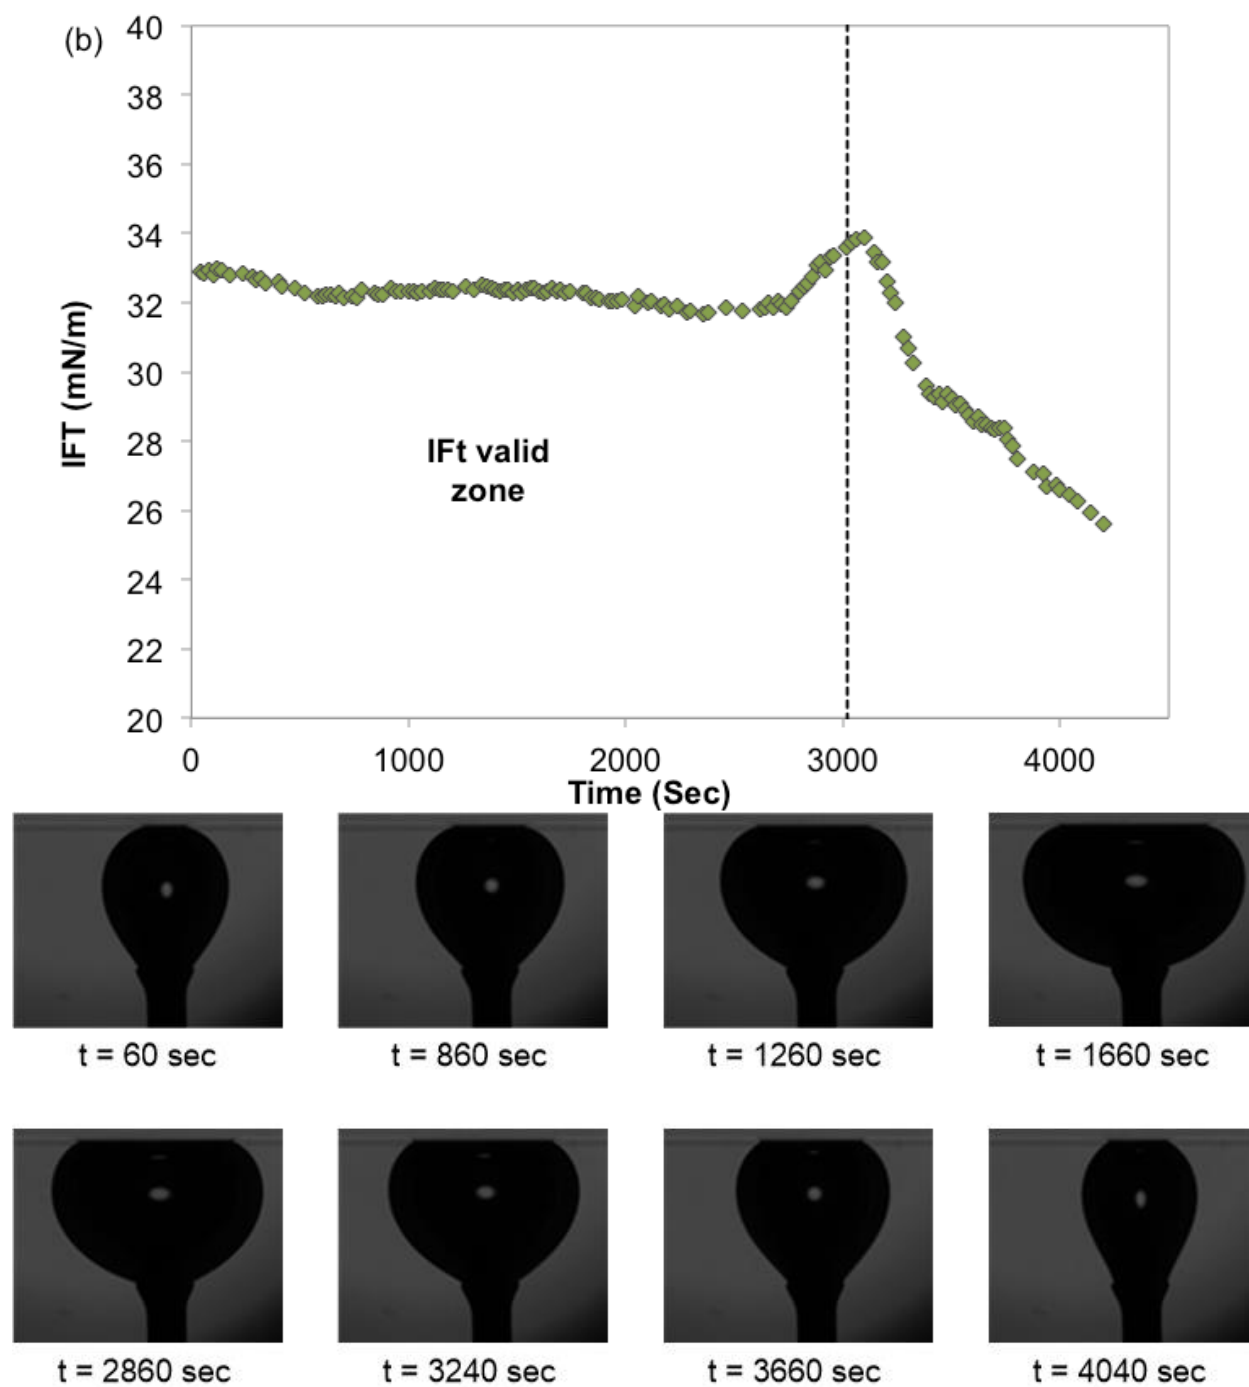 (b)
40
38
36
34
32
30
28
26
24
22
20
IFT (mN/m)
IFt valid
zone
0 1000 2000 3000 4000
Time (Sec)
t = 60 sec t = 860 sec t = 1260 sec t = 1660 sec
t = 2860 sec t = 3240 sec t = 3660 sec t = 4040 sec